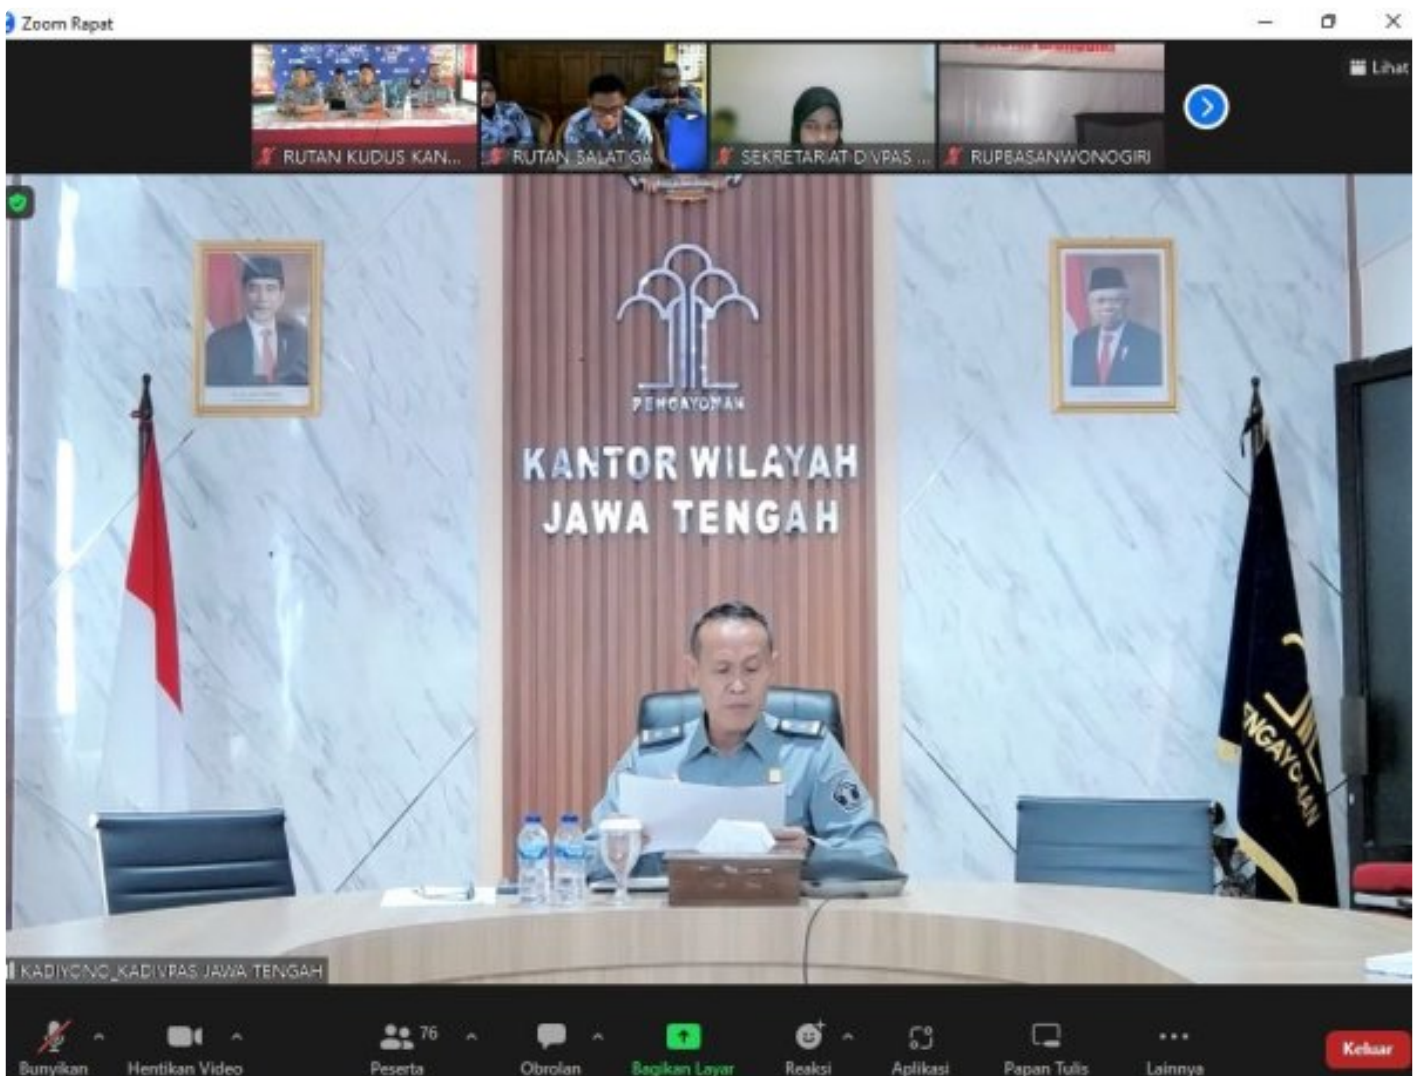 Zoom Rapat
Lihat
RUTAN KUDUS KAN...
RUTAN SALATIGA
SEKRETARIAT DIVPAS ...
RUPBASANWONOGIRI
PENGAYOMAN
KANTOR WILAYAH
JAWA TENGAH
PENGAYOMAN
KADIYONO_KADIVPAS JAWA TENGAH
76
Bunyikan
Hentikan Video
Peserta
Obrolan
Bagikan Layar
Reaksi
Aplikasi
Papan Tulis
Lainnya
Keluar